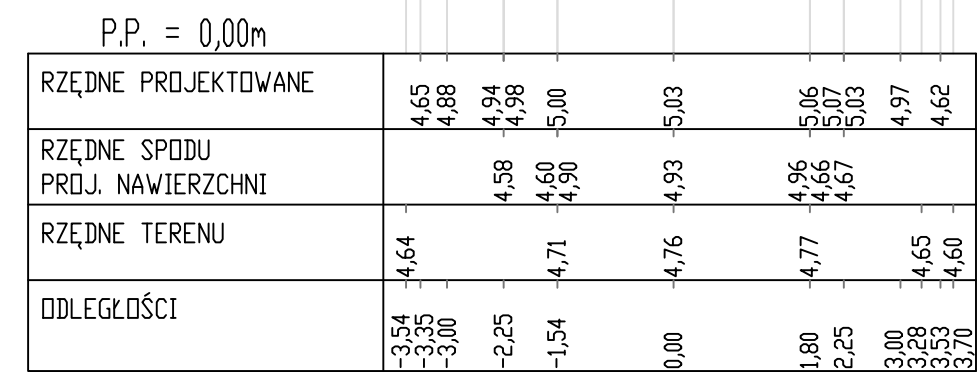 P.P. = 0,00m
RZĘDNE PROJEKTOWANE
4,65 4,88 4,94 4,98 5,00 5,03 5,06 5,07 5,03 4,97 4,62
RZĘDNE SPODU
PROJ. NAWIERZCHNI
4,58 4,60 4,90 4,93 4,96 4,66 4,67
RZĘDNE TERENU
4,64 4,71 4,76 4,77 4,65 4,60
ODLEGŁOŚCI
-3,54 -3,35 -3,00 -2,25 -1,54 0,00 1,80 2,25 3,00 3,28 3,53 3,70